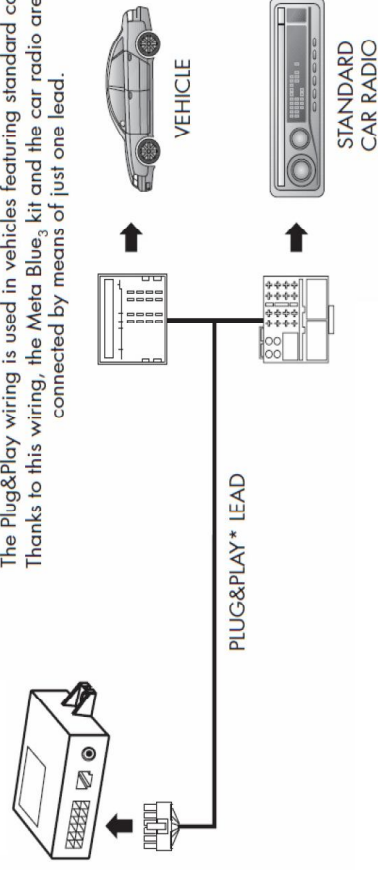 The Plug&Play wiring is used in vehicles featuring standard
Thanks to this wiring, the Meta Blue3 kit and the car radio are
connected by means of just one lead.
VEHICLE
STANDARD
CAR RADIO
PLUG&PLAY* LEAD